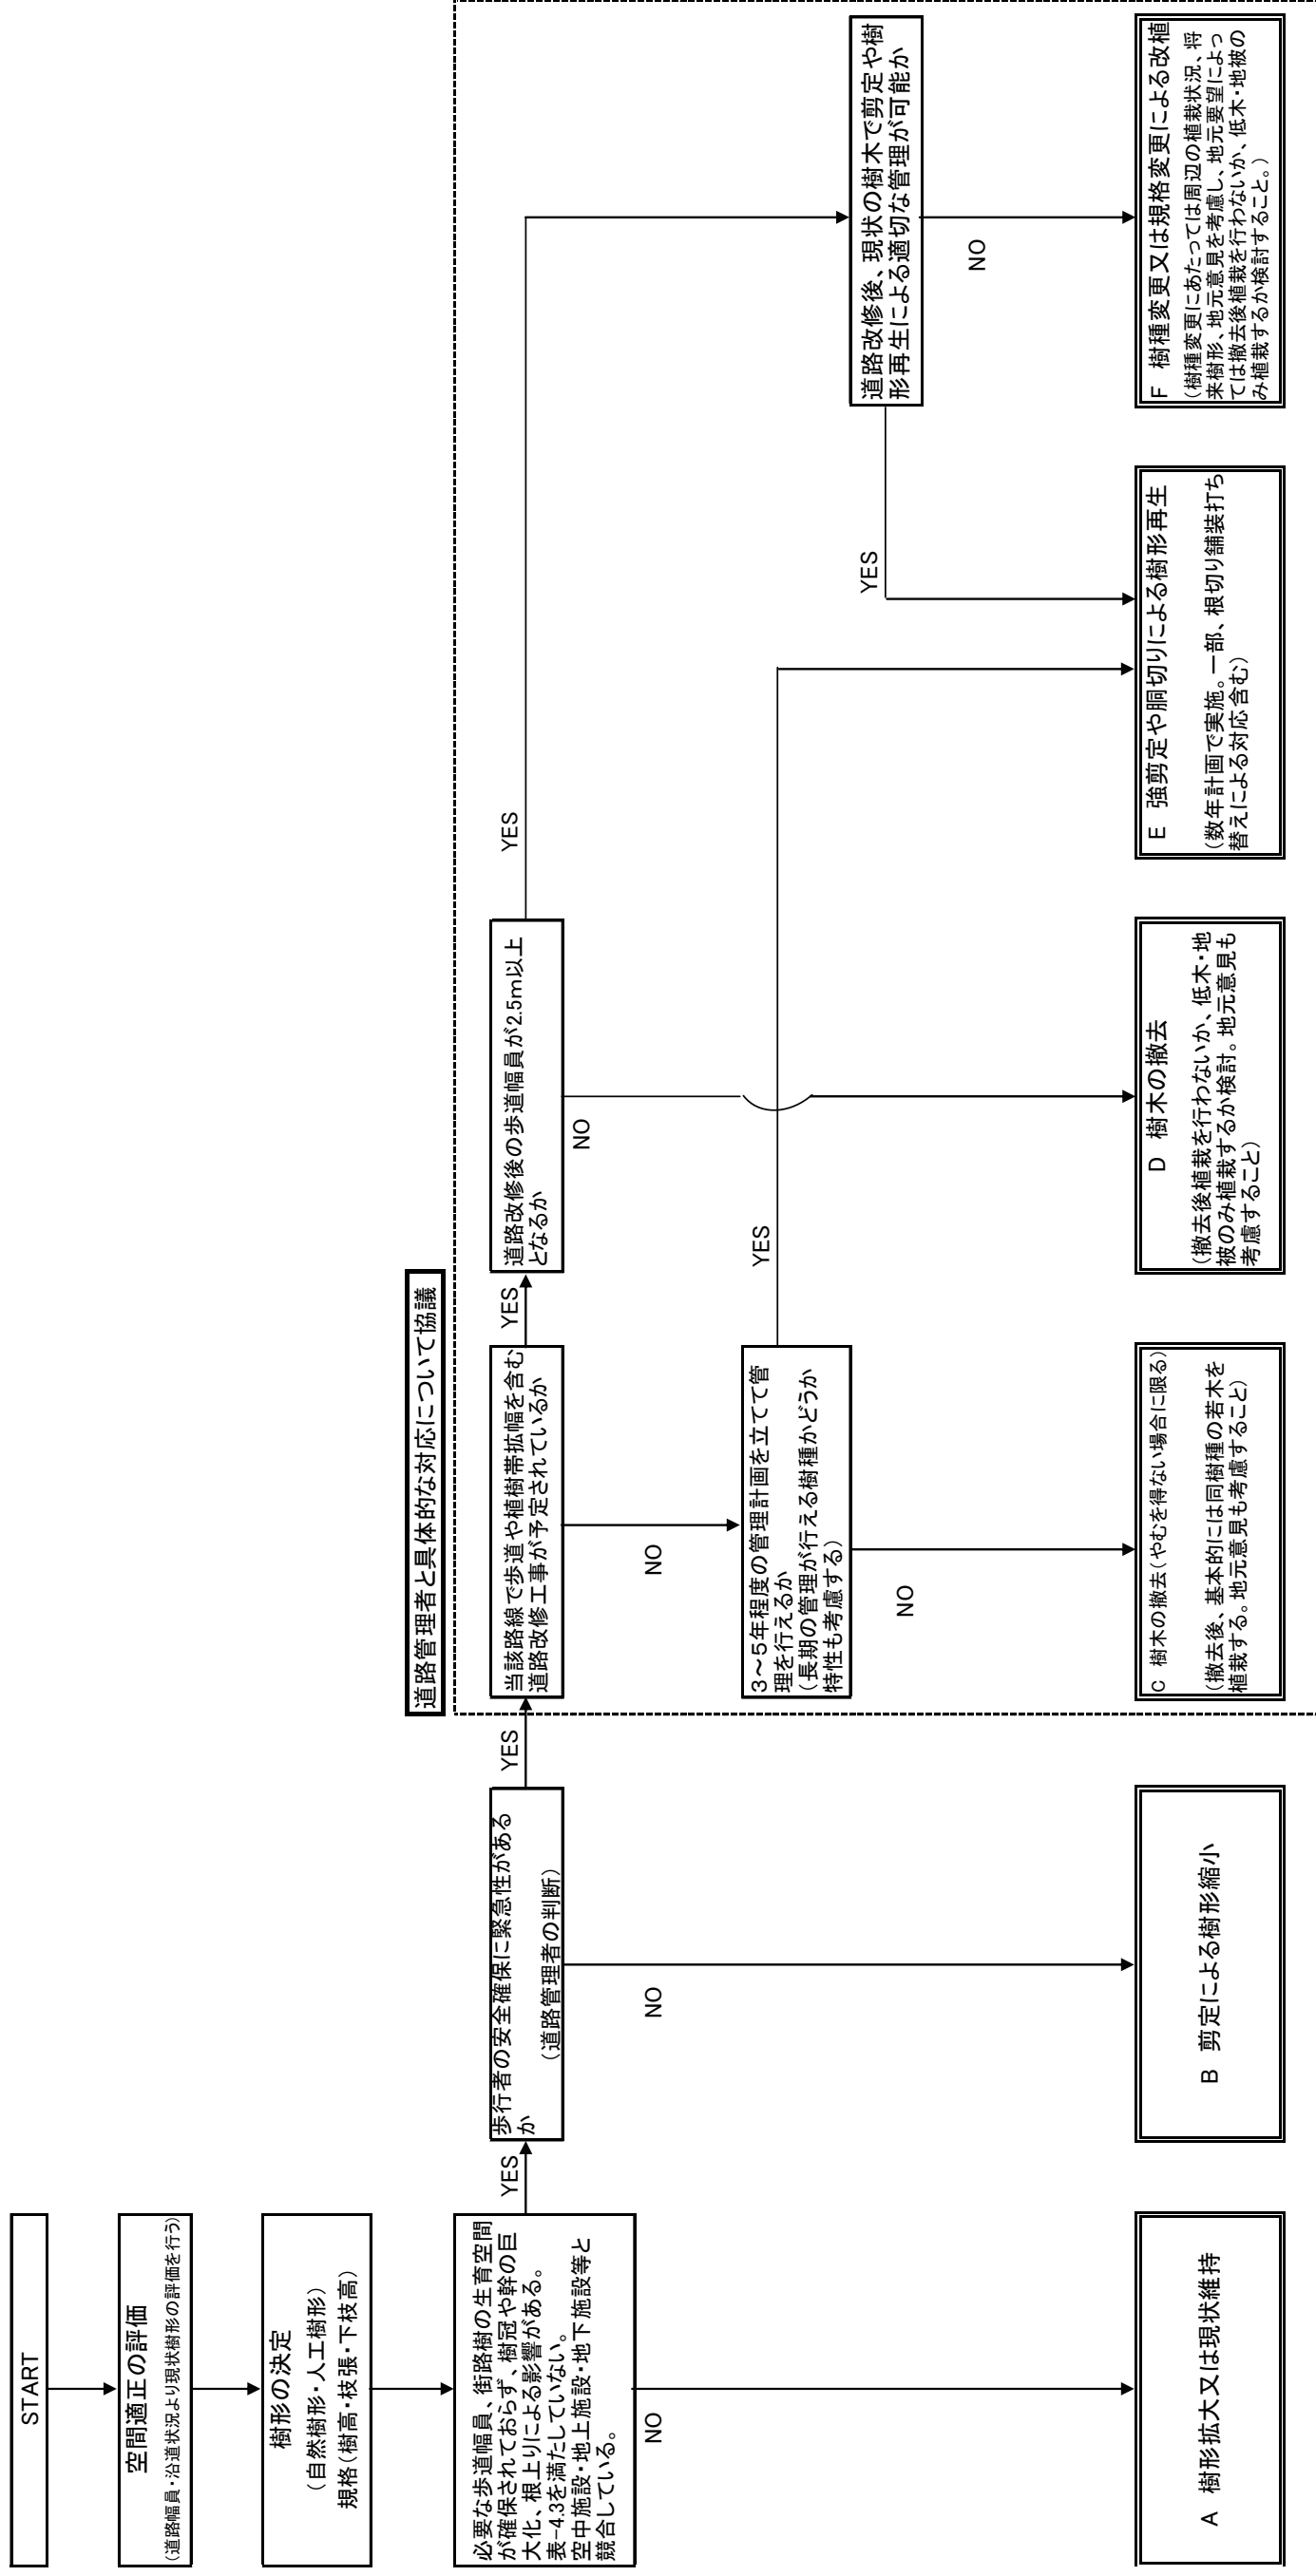 START
空間適正の評価
（道路幅員・沿道状況より現状樹形の評価を行う）
樹形の決定
（自然樹形・人工樹形）
規格（樹高・枝張・下枝高）
必要な歩道幅員、街路樹の生育空間
が確保されておらず、樹冠や幹の巨
大化、根上りによる影響がある。
表-4.3を満たしていない。
空中施設・地上施設・地下施設等と
競合している。
YES
NO
歩行者の安全確保に緊急性がある
か
（道路管理者の判断）
YES
NO
道路管理者と具体的な対応について協議
当該路線で歩道や植樹帯拡幅を含む
道路改修工事が予定されているか
YES
NO
道路改修後の歩道幅員が2.5m以上
となるか
YES
NO
3～5年程度の管理計画を立てて管
理を行えるか
（長期の管理が行える樹種かどうか
特性も考慮する）
YES
NO
道路改修後、現状の樹木で剪定や樹
形再生による適切な管理が可能か
YES
NO
A　樹形拡大又は現状維持
B　剪定による樹形縮小
C　樹木の撤去（やむを得ない場合に限る）
（撤去後、基本的には同樹種の若木を
植栽する。地元意見も考慮すること）
D　樹木の撤去
（撤去後植栽を行わないか、低木・地
被のみ植栽するか検討。地元意見も
考慮すること）
E　強剪定や胴切りによる樹形再生
（数年計画で実施。一部、根切り舗装打ち
替えによる対応含む）
F　樹種変更又は規格変更による改植
（樹種変更にあたっては周辺の植栽状況、将
来樹形、地元意見を考慮し、地元要望によっ
ては撤去後植栽を行わないか、低木・地被の
み植栽するか検討すること。）